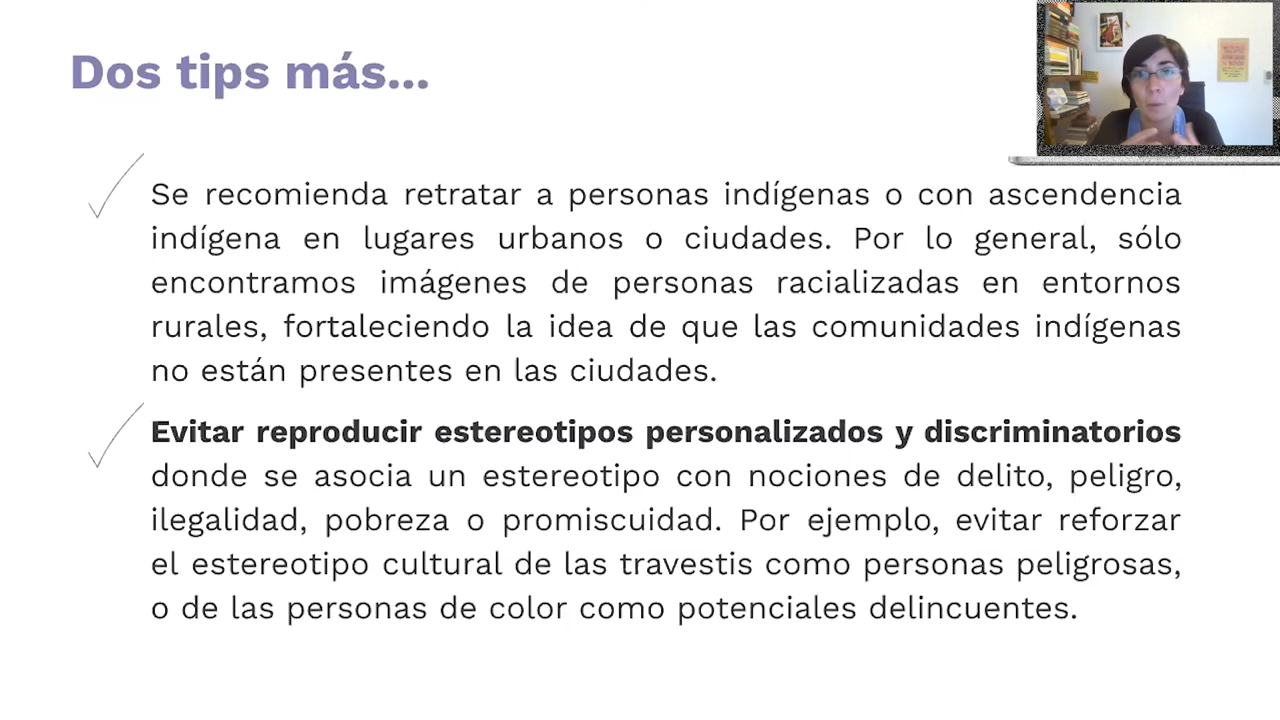 Dos tips más...
Se recomienda retratar a personas indígenas o con ascendencia
indígena en lugares urbanos o ciudades. Por lo general, sólo
encontramos imágenes de personas racializadas en entornos
rurales, fortaleciendo la idea de que las comunidades indígenas
no están presentes en las ciudades.
Evitar reproducir estereotipos personalizados y discriminatorios
donde se asocia un estereotipo con nociones de delito, peligro,
ilegalidad, pobreza o promiscuidad. Por ejemplo, evitar reforzar
el estereotipo cultural de las travestis como personas peligrosas,
o de las personas de color como potenciales delincuentes.